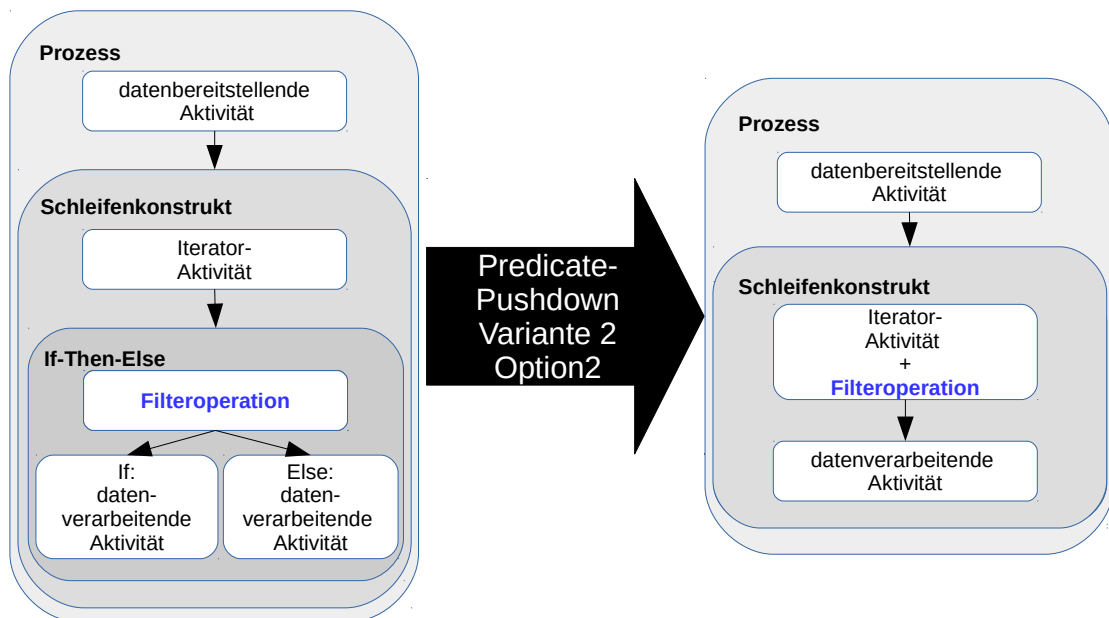 Prozess
datenbereitstellende
Aktivität
Schleifenkonstrukt
Iterator-
Aktivität
If-Then-Else
Filteroperation
If:
daten-
verarbeitende
Aktivität
Else:
daten-
verarbeitende
Aktivität
Predicate-
Pushdown
Variante 2
Option2
Prozess
datenbereitstellende
Aktivität
Schleifenkonstrukt
Iterator-
Aktivität
+
Filteroperation
datenverarbeitende
Aktivität